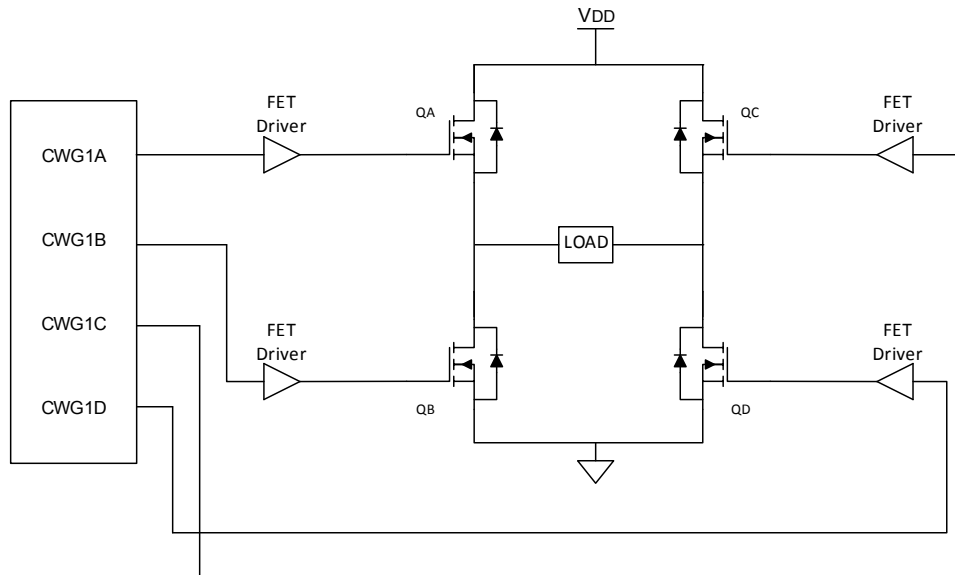 VDD
FET
Driver
QA
QC
FET
Driver
CWG1A
CWG1B
LOAD
CWG1C
FET
Driver
FET
Driver
CWG1D
QB
QD